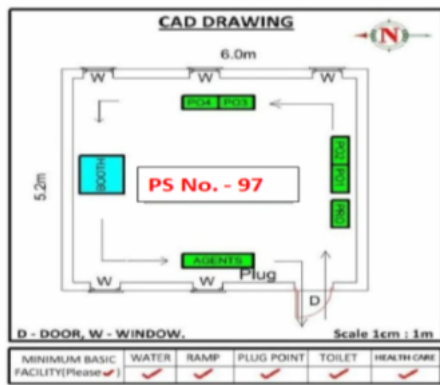 CAD DRAWING
N
6.0m
W W W
PO4 PO3
5.2m
BOOTH
PS No. - 97
PO2
PO1
PRO
AGENTS
Plug
W W
D
D - DOOR, W - WINDOW.
Scale 1cm : 1m
MINIMUM BASIC FACILITY(Please ✓) WATER RAMP PLUG POINT TOILET HEALTH CARE
✓ ✓ ✓ ✓ ✓